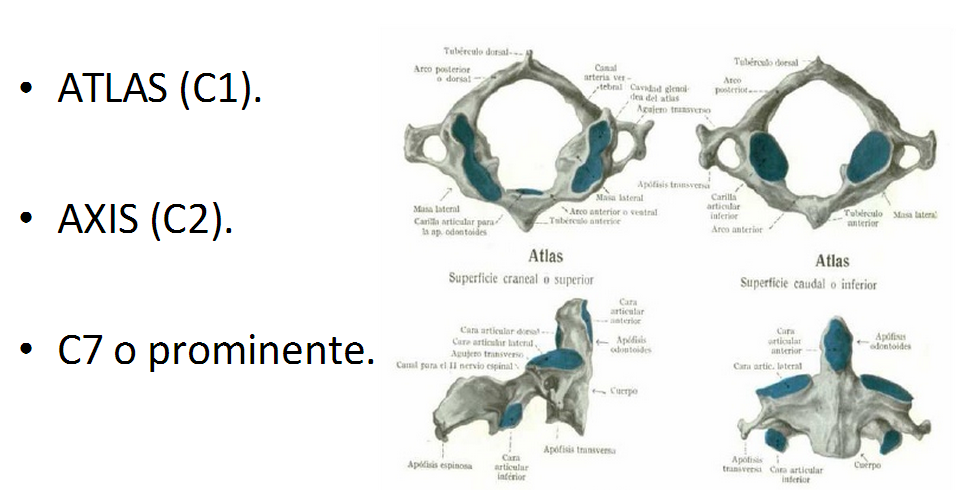 • ATLAS (C1).
• AXIS (C2).
• C7 o prominente.
Tubérculo dorsal
Arco posterior
o dorsal
Canal
arteria ver-
tebral
Cavidad glenoi-
dea del atlas
Agujero transverso
Apófisis transversa
Masa lateral
Carilla articular para
la ap. odontoides
Masa lateral
Arco anterior o ventral
Tubérculo anterior
Atlas
Superficie craneal o superior
Tubérculo dorsal
Arco
posterior
Carilla
articular
inferior
Arco anterior
Tubérculo
anterior
Masa lateral
Atlas
Superficie caudal o inferior
Cara
articular
anterior
Cara articular dorsal
Cara articular lateral
Agujero transverso
Canal para el II nervio espinal
Apófisis
odontoides
Cuerpo
Apófisis espinosa
Cara
articular
inferior
Apófisis transversa
Cara
articular
anterior
Apófisis
odontoides
Cara artic. lateral
Apófisis
transversa
Cara articular
inferior
Cuerpo